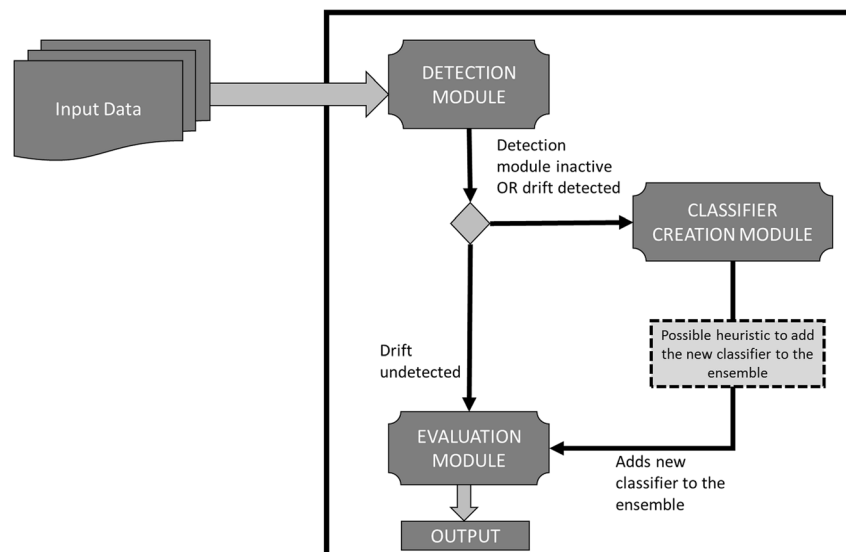 Input Data
DETECTION
MODULE
Detection
module inactive
OR drift detected
CLASSIFIER
CREATION MODULE
Possible heuristic to add
the new classifier to the
ensemble
Drift
undetected
EVALUATION
MODULE
Adds new
classifier to the
ensemble
OUTPUT